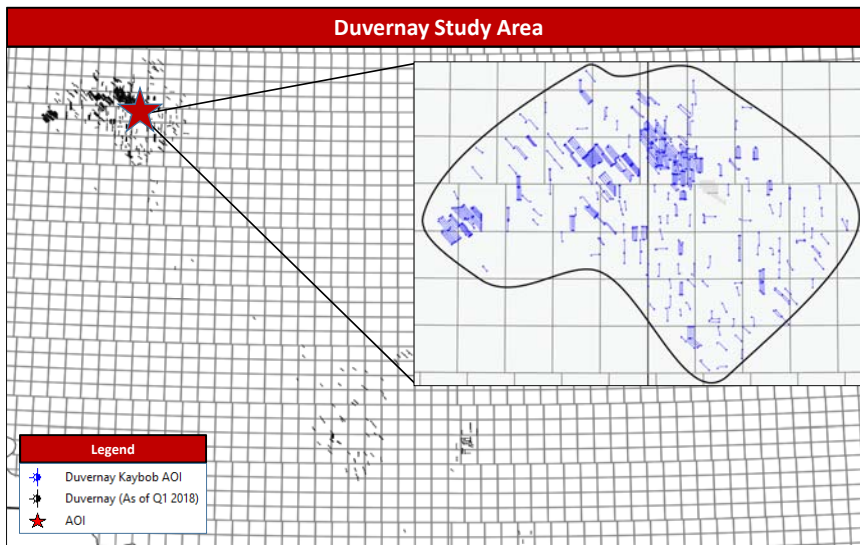 Duvernay Study Area
Legend
Duvernay Kaybob AOI
Duvernay (As of Q1 2018)
AOI